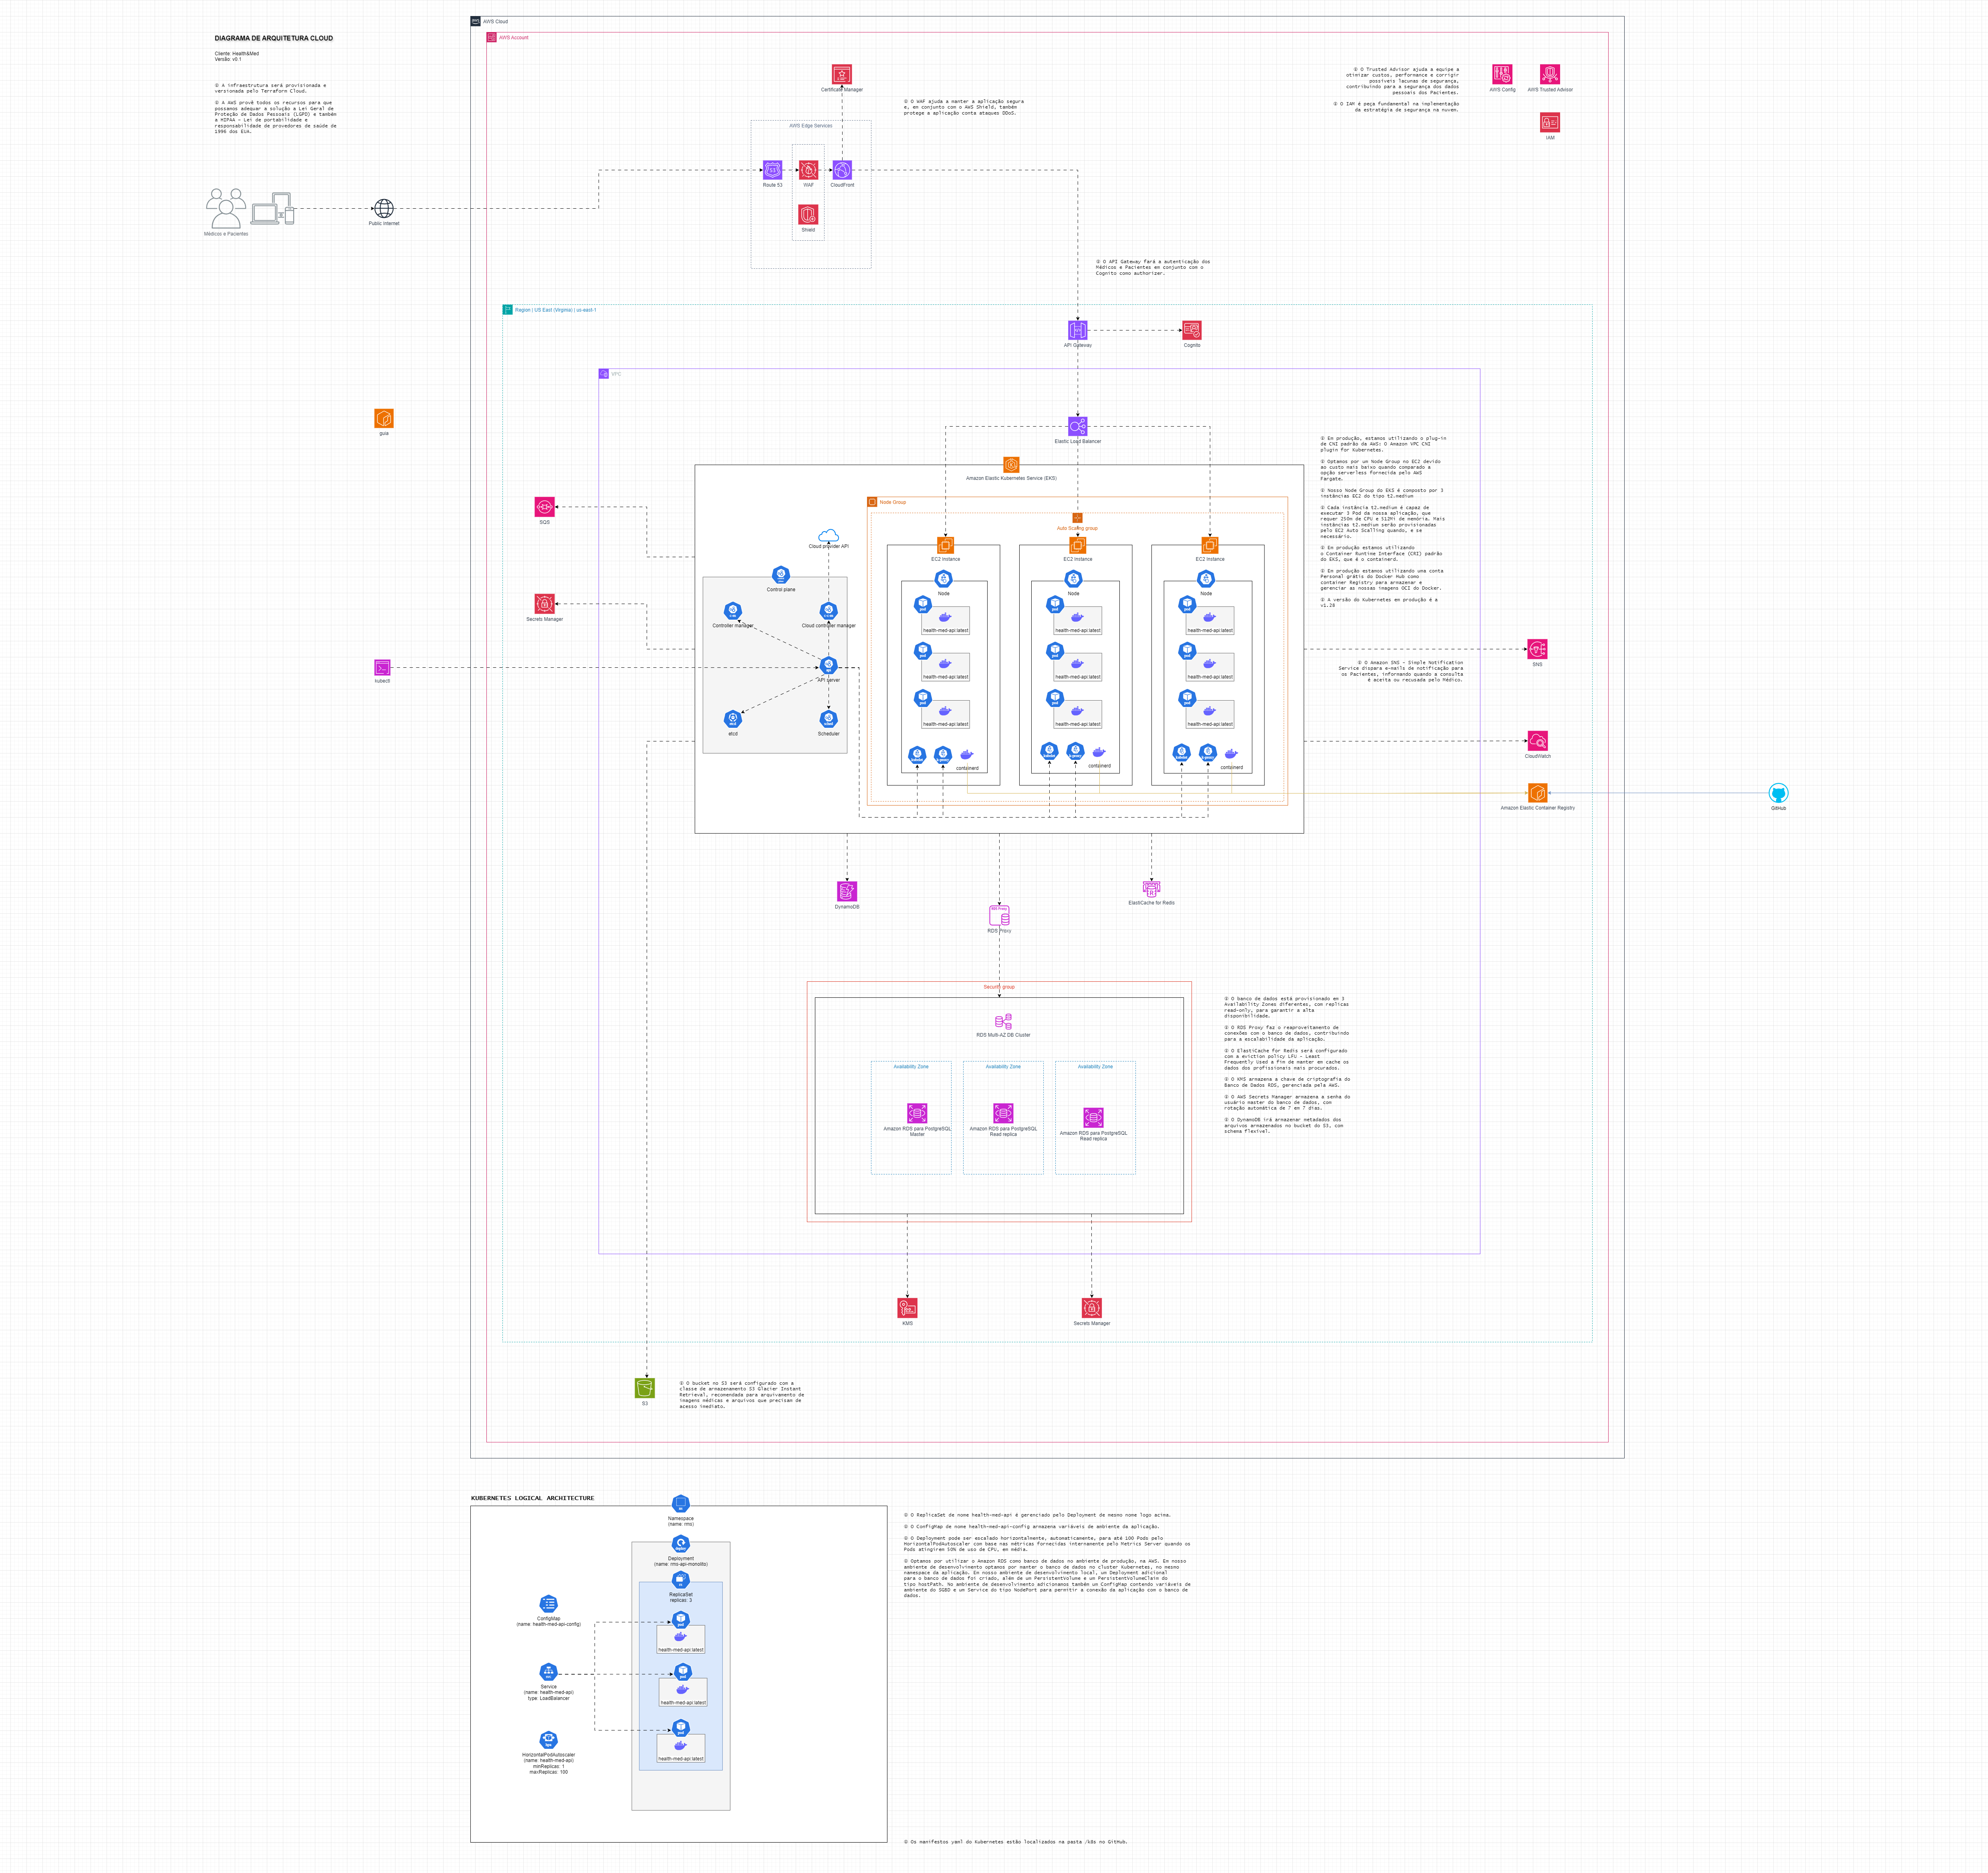 AWS Cloud
AWS Account
DIAGRAMA DE ARQUITETURA CLOUD
Cliente: Health&Med
Versão: v0.1
① A infraestrutura será provisionada e
versionada pelo Terraform Cloud.
① A AWS provê todos os recursos para que
possamos adequar a solução a Lei Geral de
Proteção de Dados Pessoais (LGPD) e também
a HIPAA - Lei de portabilidade e
responsabilidade de provedores de saúde de
1996 dos EUA.
Certificate Manager
① O WAF ajuda a manter a aplicação segura
e, em conjunto com o AWS Shield, também
protege a aplicação conta ataques DDoS.
① O Trusted Advisor ajuda a equipe a
otimizar custos, performance e corrigir
possíveis lacunas de segurança,
contribuindo para a segurança dos dados
pessoais dos Pacientes.
① O IAM é peça fundamental na inplementação
da estratégia de segurança na nuvem.
AWS Config
AWS Trusted Advisor
IAM
AWS Edge Services
Route 53
WAF
CloudFront
Shield
Médicos e Pacientes
Public Internet
① O API Gateway fará a autenticação dos
Médicos e Pacientes em conjunto com o
Cognito como authorizer.
Region | US East (Virginia) | us-east-1
API Gateway
Cognito
VPC
guia
Elastic Load Balancer
Amazon Elastic Kubernetes Service (EKS)
① Em produção, estamos utilizando o plug-in
de CNI padrão da AWS: O Amazon VPC CNI
plugin for Kubernetes.
① Optamos por um Node Group no EC2 devido
ao custo mais baixo quando comparado a
opção serverless fornecida pelo AWS
Fargate.
① Nosso Node Group do EKS é composto por 3
instâncias EC2 do tipo t2.medium
① Cada instância t2.medium é capaz de
executar 3 Pod da nossa aplicação, que
requer 250m de CPU e 512Mi de memória. Mais
instâncias t2.medium serão provisionadas
pelo EC2 Auto Scalling quando, e se
necessário.
① Em produção estamos utilizando
o Container Runtime Interface (CRI) padrão
do EKS, que é o containerd.
① Em produção estamos utilizando uma conta
Personal grátis do Docker Hub como
container Registry para armazenar e
gerenciar as nossas imagens OCI do Docker.
① A versão do Kubernetes em produção é a
v1.28
Node Group
Auto Scaling group
SQS
Secrets Manager
kubectl
Cloud provider API
Control plane
Controller manager
Cloud controller manager
API server
etcd
Scheduler
EC2 Instance
EC2 Instance
EC2 Instance
Node
Node
Node
pod
health-med-api:latest
pod
health-med-api:latest
pod
health-med-api:latest
pod
health-med-api:latest
pod
health-med-api:latest
pod
health-med-api:latest
pod
health-med-api:latest
pod
health-med-api:latest
pod
health-med-api:latest
containerd
containerd
containerd
SNS
① O Amazon SNS - Simple Notification
Service dispara e-mails de notificação para
os Pacientes, informando quando a consulta
é aceita ou recusada pelo Médico.
CloudWatch
Amazon Elastic Container Registry
GitHub
DynamoDB
RDS Proxy
ElastiCache for Redis
Security group
RDS Multi-AZ DB Cluster
Availability Zone
Availability Zone
Availability Zone
Amazon RDS para PostgreSQL
Master
Amazon RDS para PostgreSQL
Read replica
Amazon RDS para PostgreSQL
Read replica
① O banco de dados está provisionado em 3
Availability Zones diferentes, com replicas
read-only, para garantir a alta
disponibilidade.
① O RDS Proxy faz o reaproveitamento de
conexões com o banco de dados, contribuindo
para a escalabilidade da aplicação.
① O ElastiCache for Redis será configurado
com a eviction policy LFU - Least
Frequently Used a fim de manter em cache os
dados dos profissionais mais procurados.
① O KMS armazena a chave de criptografia do
Banco de Dados RDS, gerenciada pela AWS.
① O AWS Secrets Manager armazena a senha do
usuário master do banco de dados, com
rotação automática de 7 em 7 dias.
① O DynamoDB irá armazenar metadados dos
arquivos armazenados no bucket do S3, com
schema flexível.
KMS
Secrets Manager
S3
① O bucket no S3 será configurado com a
classe de armazenamento S3 Glacier Instant
Retrieval, recomendada para arquivamento de
imagens médicas e arquivos que precisam de
acesso imediato.
KUBERNETES LOGICAL ARCHITECTURE
Namespace
(name: rms)
Deployment
(name: rms-api-monolito)
ReplicaSet
replicas: 3
pod
health-med-api:latest
pod
health-med-api:latest
pod
health-med-api:latest
ConfigMap
(name: health-med-api-config)
Service
(name: health-med-api)
type: LoadBalancer
HorizontalPodAutoscaler
(name: health-med-api)
minReplicas: 1
maxReplicas: 100
① O ReplicaSet de nome health-med-api é gerenciado pelo Deployment de mesmo nome logo acima.
① O ConfigMap de nome health-med-api-config armazena variáveis de ambiente da aplicação.
① O Deployment pode ser escalado horizontalmente, automaticamente, para até 100 Pods pelo
HorizontalPodAutoscaler com base nas métricas fornecidas internamente pelo Metrics Server quando os
Pods atingirem 50% de uso de CPU, em média.
① Optamos por utilizar o Amazon RDS como banco de dados no ambiente de produção, na AWS. Em nosso
ambiente de desenvolvimento optamos por manter o banco de dados no cluster Kubernetes, no mesmo
namespace da aplicação. Em nosso ambiente de desenvolvimento local, um Deployment adicional
para o banco de dados foi criado, além de um PersistentVolume e um PersistentVolumeClaim do
tipo hostPath. No ambiente de desenvolvimento adicionamos também um ConfigMap contendo variáveis de
ambiente do SGBD e um Service do tipo NodePort para permitir a conexão da aplicação com o banco de
dados.
① Os manifestos yaml do Kubernetes estão localizados na pasta /k8s no GitHub.